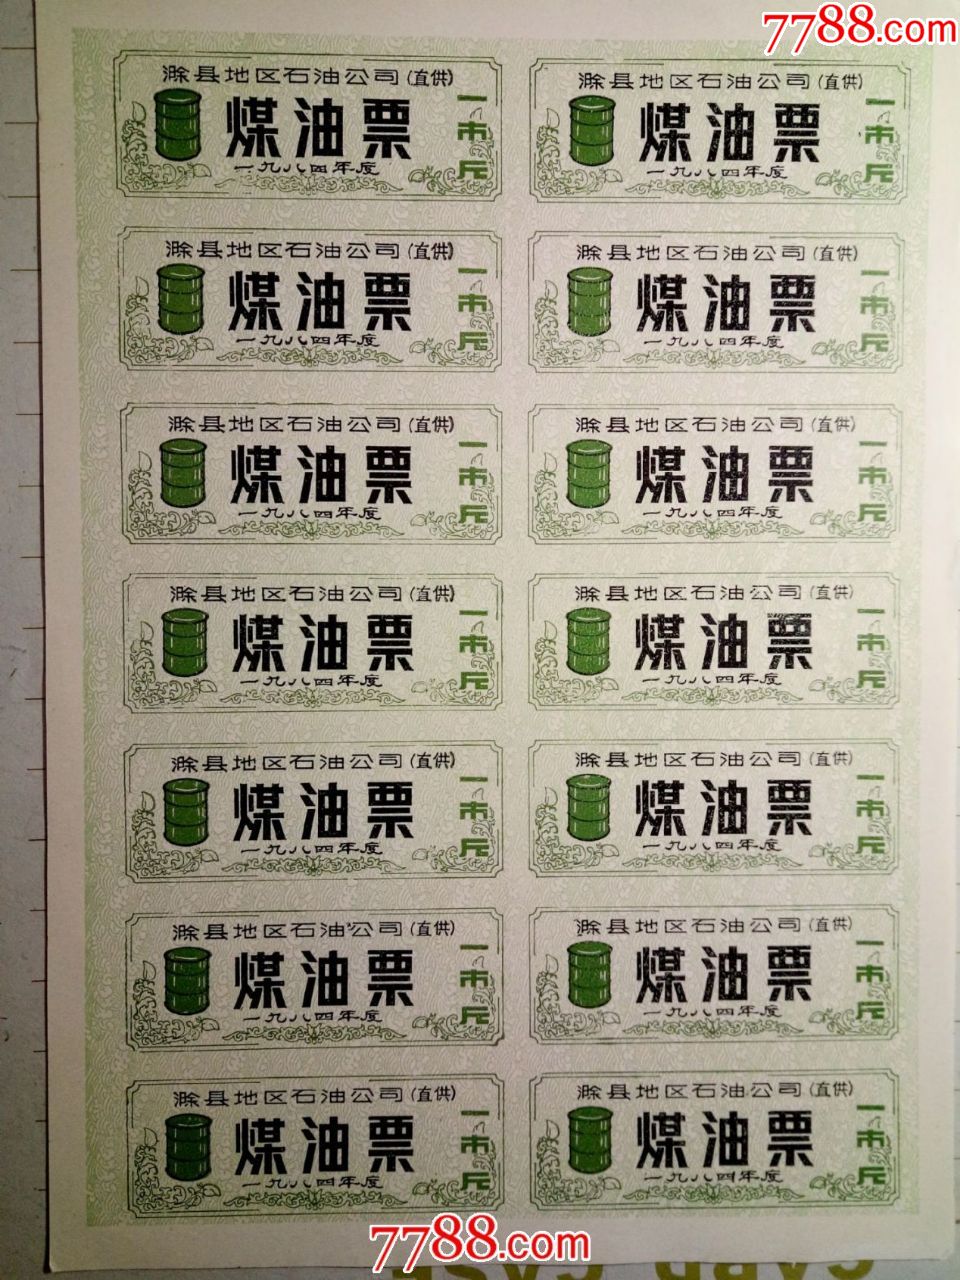 7788.com
滁县地区石油公司(直供)
煤油票
一九八四年度
一市斤
滁县地区石油公司(直供)
煤油票
一九八四年度
一市斤
滁县地区石油公司(直供)
煤油票
一九八四年度
一市斤
滁县地区石油公司(直供)
煤油票
一九八四年度
一市斤
滁县地区石油公司(直供)
煤油票
一九八四年度
一市斤
滁县地区石油公司(直供)
煤油票
一九八四年度
一市斤
滁县地区石油公司(直供)
煤油票
一九八四年度
一市斤
滁县地区石油公司(直供)
煤油票
一九八四年度
一市斤
滁县地区石油公司(直供)
煤油票
一九八四年度
一市斤
滁县地区石油公司(直供)
煤油票
一九八四年度
一市斤
滁县地区石油公司(直供)
煤油票
一九八四年度
一市斤
滁县地区石油公司(直供)
煤油票
一九八四年度
一市斤
滁县地区石油公司(直供)
煤油票
一九八四年度
一市斤
滁县地区石油公司(直供)
煤油票
一九八四年度
一市斤
7788.com